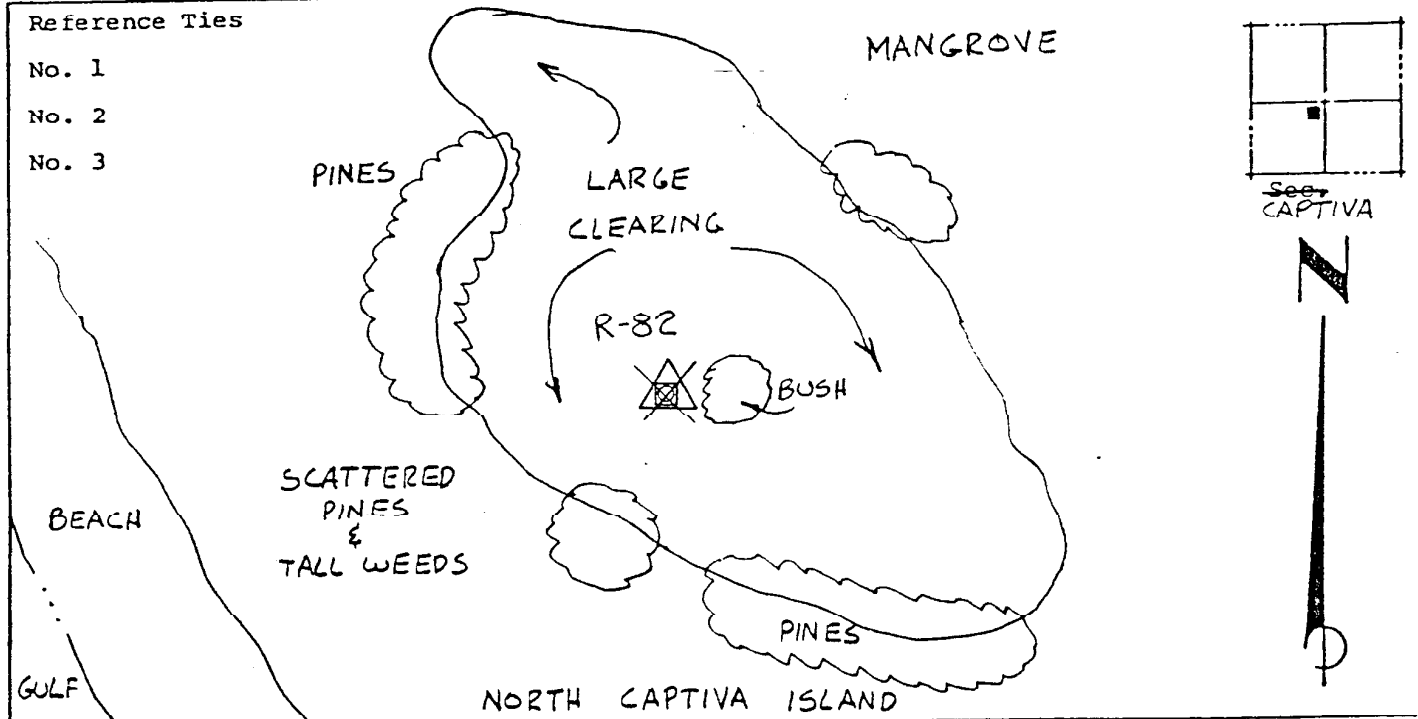 Reference Ties
No. 1
No. 2
No. 3
MANGROVE
PINES
LARGE
CLEARING
See.
CAPTIVA
N
R-82
BUSH
SCATTERED
PINES
&
TALL WEEDS
BEACH
PINES
GULF
NORTH CAPTIVA ISLAND